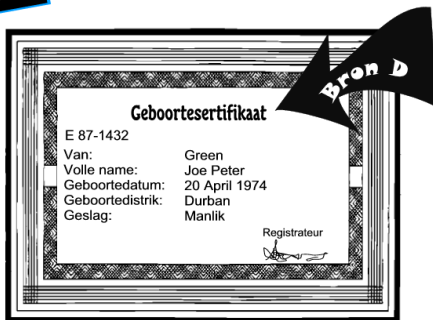 Bron D
Geboortesertifikaat
E 87-1432
Van: Green
Volle name: Joe Peter
Geboortedatum: 20 April 1974
Geboortedistrik: Durban
Geslag: Manlik
Registrateur